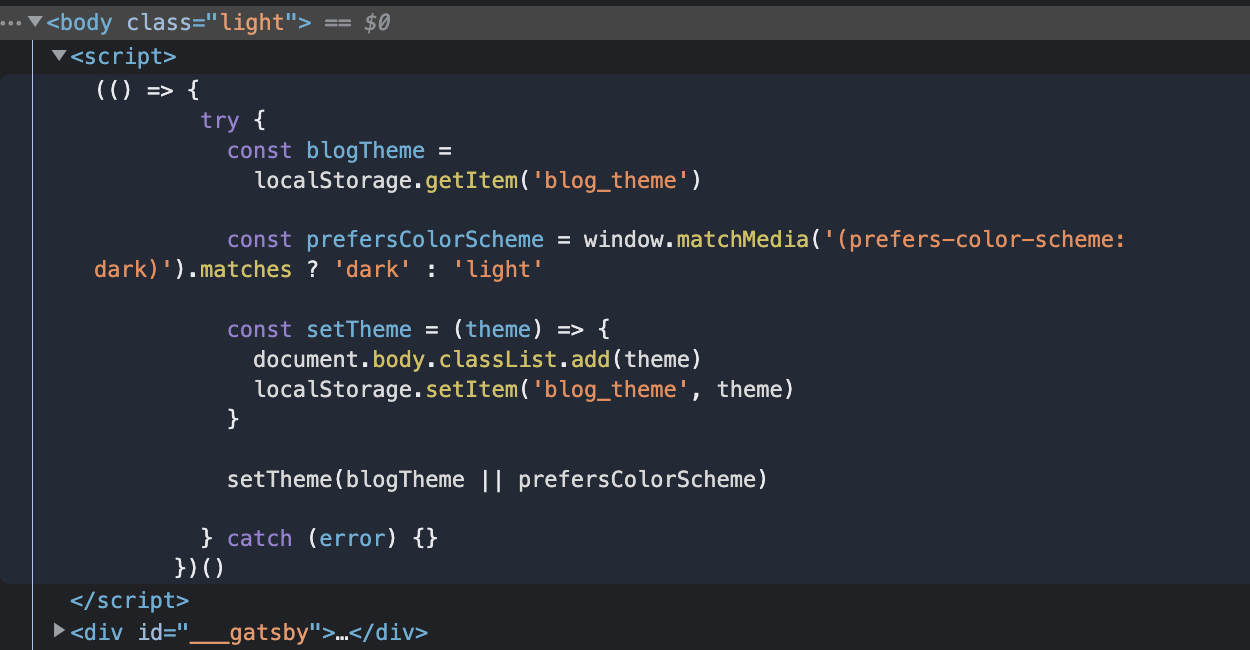 <body class="light"> == $0
<script>
(() => {
try {
const blogTheme =
localStorage.getItem('blog_theme')
const prefersColorScheme = window.matchMedia('(prefers-color-scheme:
dark)').matches ? 'dark' : 'light'
const setTheme = (theme) => {
document.body.classList.add(theme)
localStorage.setItem('blog_theme', theme)
}
setTheme(blogTheme || prefersColorScheme)
} catch (error) {}
})()
</script>
<div id="___gatsby">…</div>